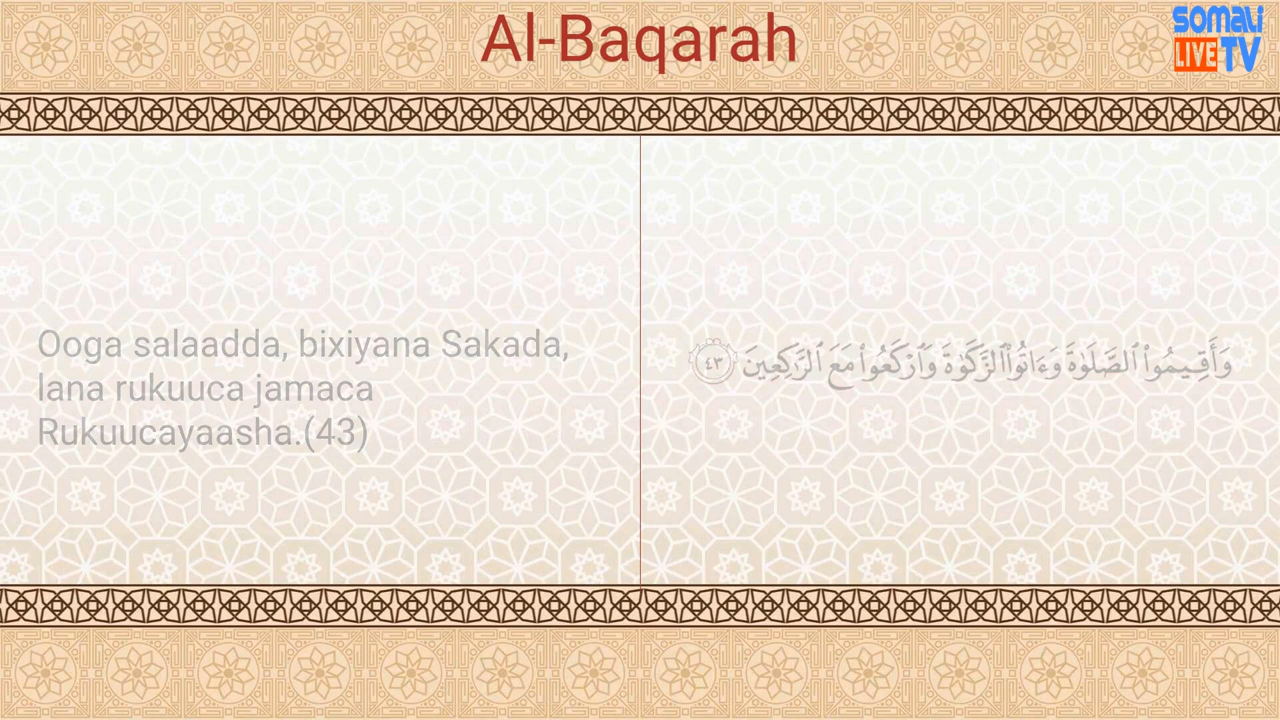 Al-Baqarah
SOMALI
LIVE TV
Ooga salaadda, bixiyana Sakada,
lana rukuuca jamaca
Rukuucayaasha.(43)
وَأَقِيمُوا۟ ٱلصَّلَوٰةَ وَءَاتُوا۟ ٱلزَّكَوٰةَ وَٱرْكَعُوا۟ مَعَ ٱلرَّٰكِعِينَ ٤٣